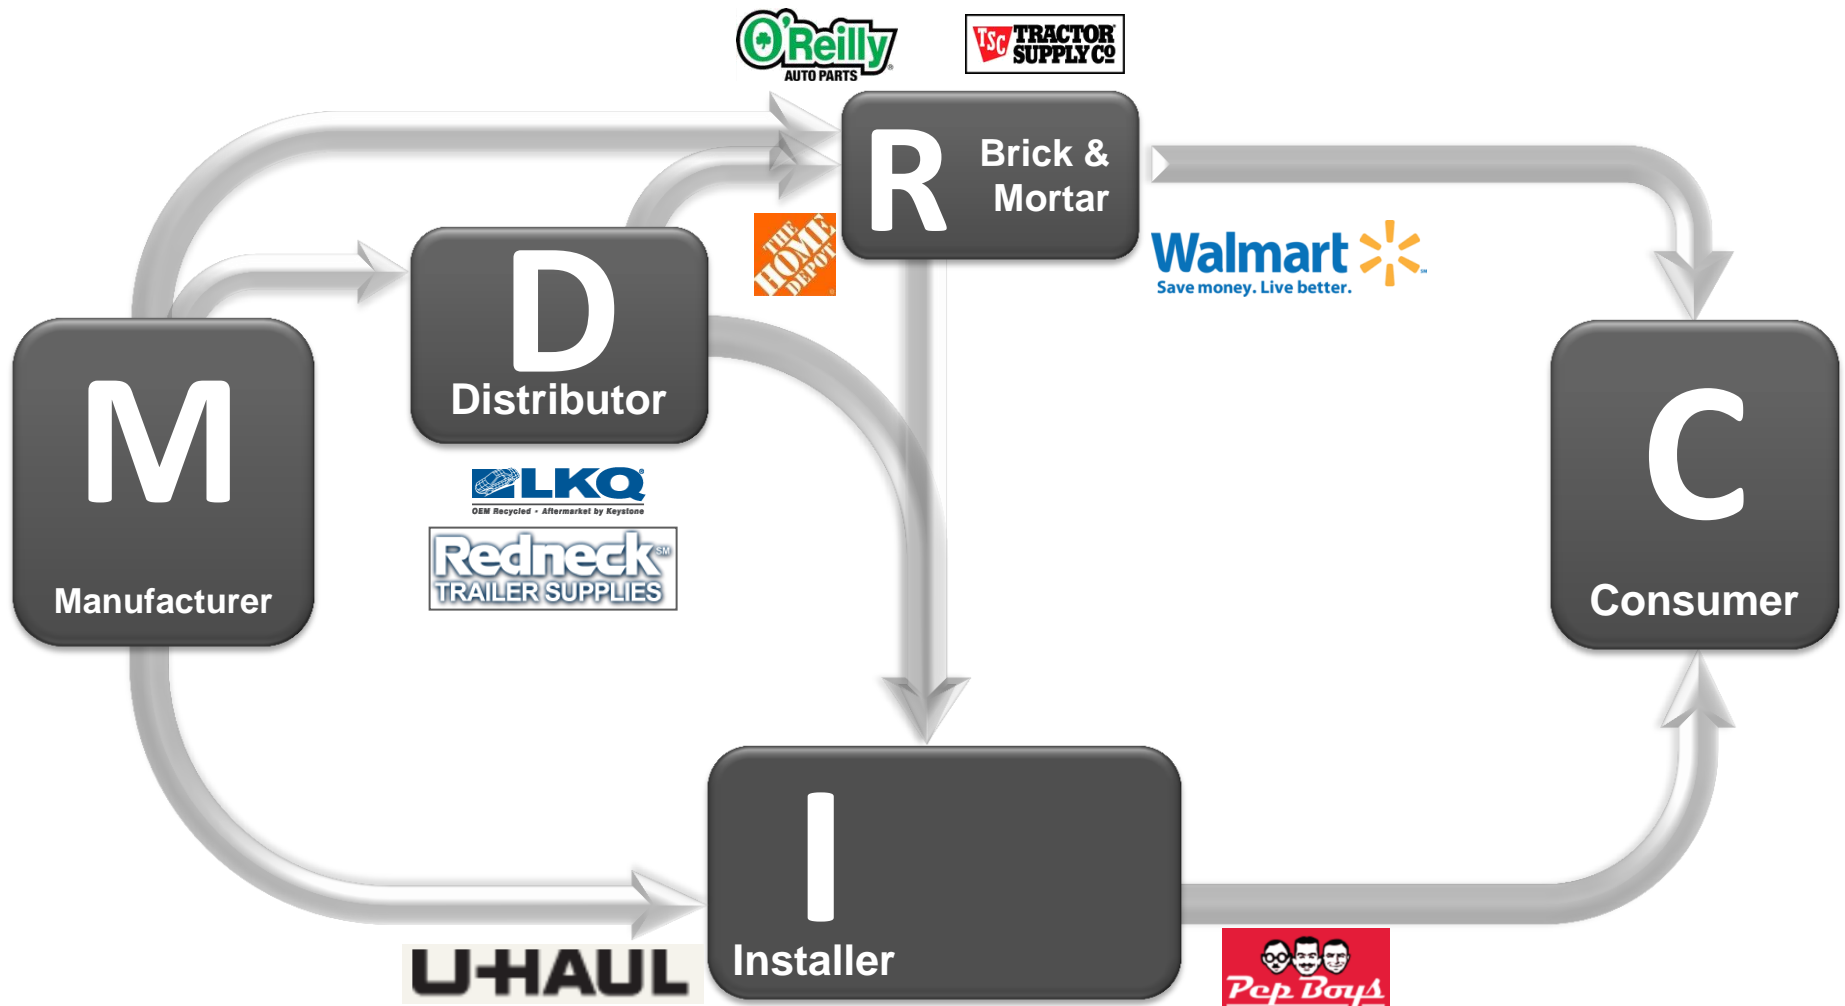 O'Reilly
AUTO PARTS
TSC TRACTOR
SUPPLY CO
R
Brick &
Mortar
THE
HOME
DEPOT
Walmart
Save money. Live better.
D
Distributor
M
Manufacturer
LKQ
OEM Recycled • Aftermarket by Keystone
Redneck SM
TRAILER SUPPLIES
C
Consumer
I
Installer
U-HAUL
Pep Boys